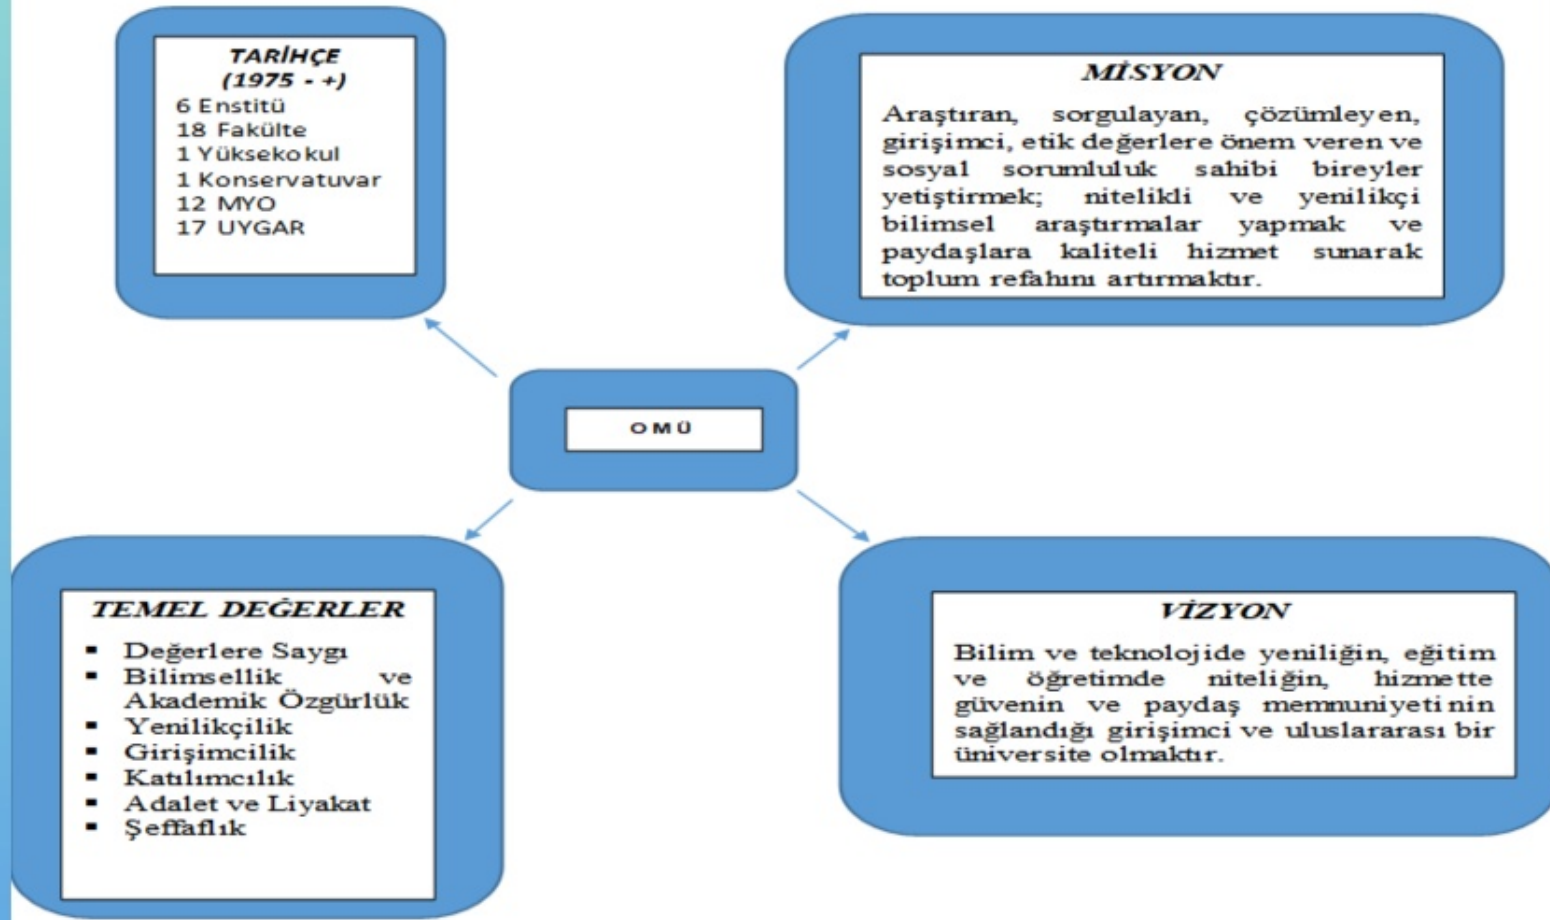 TARİHÇE
(1975 - +)
6 Enstitü
18 Fakülte
1 Yüksekokul
1 Konservatuvar
12 MYO
17 UYGAR
MİSYON
Araştıran, sorgulayan, çözümleyen,
girişimci, etik değerlere önem veren ve
sosyal sorumluluk sahibi bireyler
yetiştirmek; nitelikli ve yenilikçi
bilimsel araştırmalar yapmak ve
paydaşlara kaliteli hizmet sunarak
toplum refahını artırmaktır.
OMÜ
TEMEL DEĞERLER
▪ Değerlere Saygı
▪ Bilimsellik ve
Akademik Özgürlük
▪ Yenilikçilik
▪ Girişimcilik
▪ Katılımcılık
▪ Adalet ve Liyakat
▪ Şeffaflık
VİZYON
Bilim ve teknolojide yeniliğin, eğitim
ve öğretimde niteliğin, hizmette
güvenin ve paydaş memnuniyetinin
sağlandığı girişimci ve uluslararası bir
üniversite olmaktır.